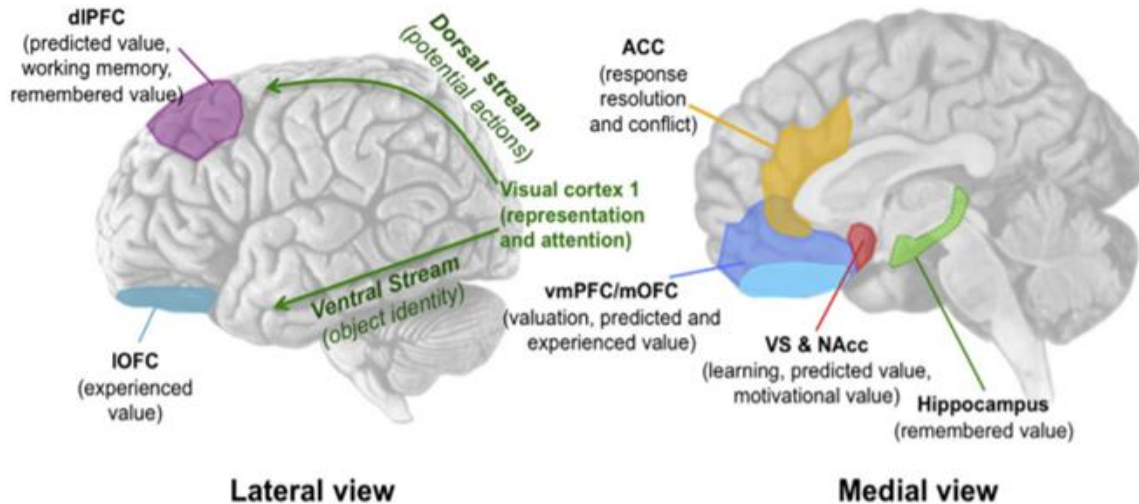 dlPFC
(predicted value,
working memory,
remembered value)
Dorsal stream
(potential actions)
Visual cortex 1
(representation
and attention)
Ventral Stream
(object identity)
lOFC
(experienced
value)
Lateral view
ACC
(response
resolution
and conflict)
vmPFC/mOFC
(valuation, predicted and
experienced value)
VS & NAcc
(learning, predicted value,
motivational value)
Hippocampus
(remembered value)
Medial view